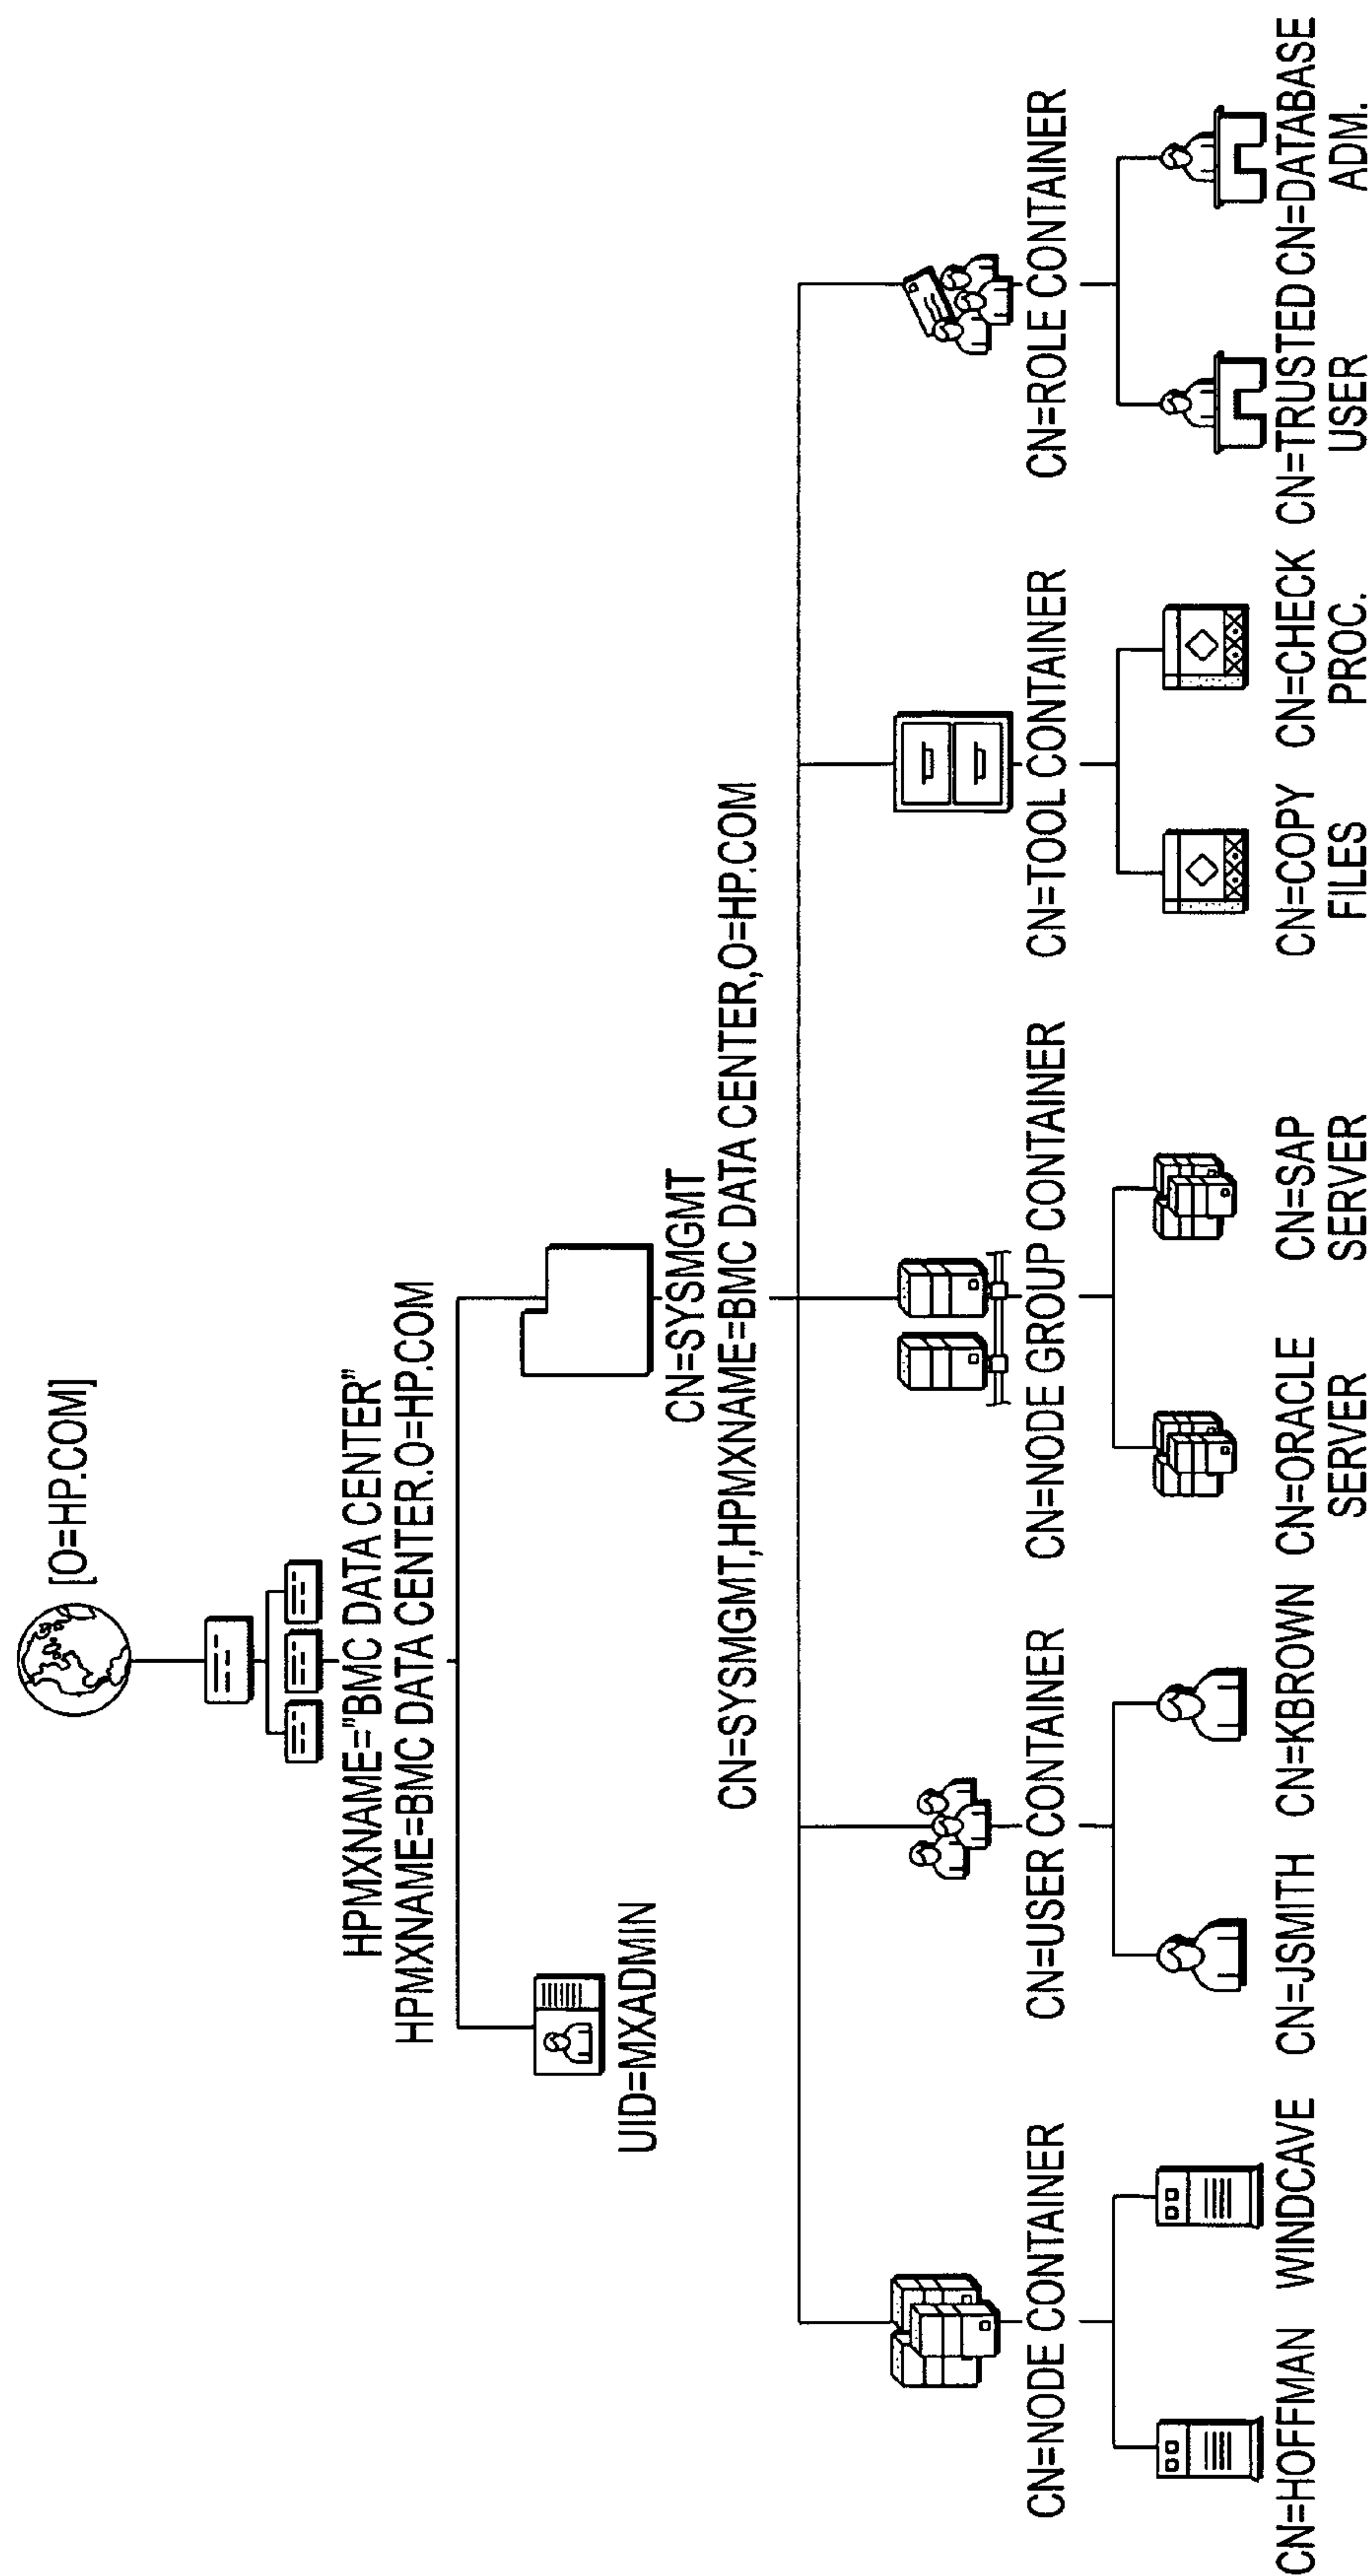 [O=HP.COM]
HPMXNAME="BMC DATA CENTER"
HPMXNAME=BMC DATA CENTER.O=HP.COM
UID=MXADMIN
CN=SYSMGMT
CN=SYSMGMT,HPMXNAME=BMC DATA CENTER,O=HP.COM
CN=NODE CONTAINER
CN=USER CONTAINER
CN=NODE GROUP CONTAINER
CN=TOOL CONTAINER
CN=ROLE CONTAINER
CN=HOFFMAN
WINDCAVE
CN=JSMITH
CN=KBROWN
CN=ORACLE
SERVER
CN=SAP
SERVER
CN=COPY
FILES
CN=CHECK
PROC.
CN=TRUSTED
USER
CN=DATABASE
ADM.